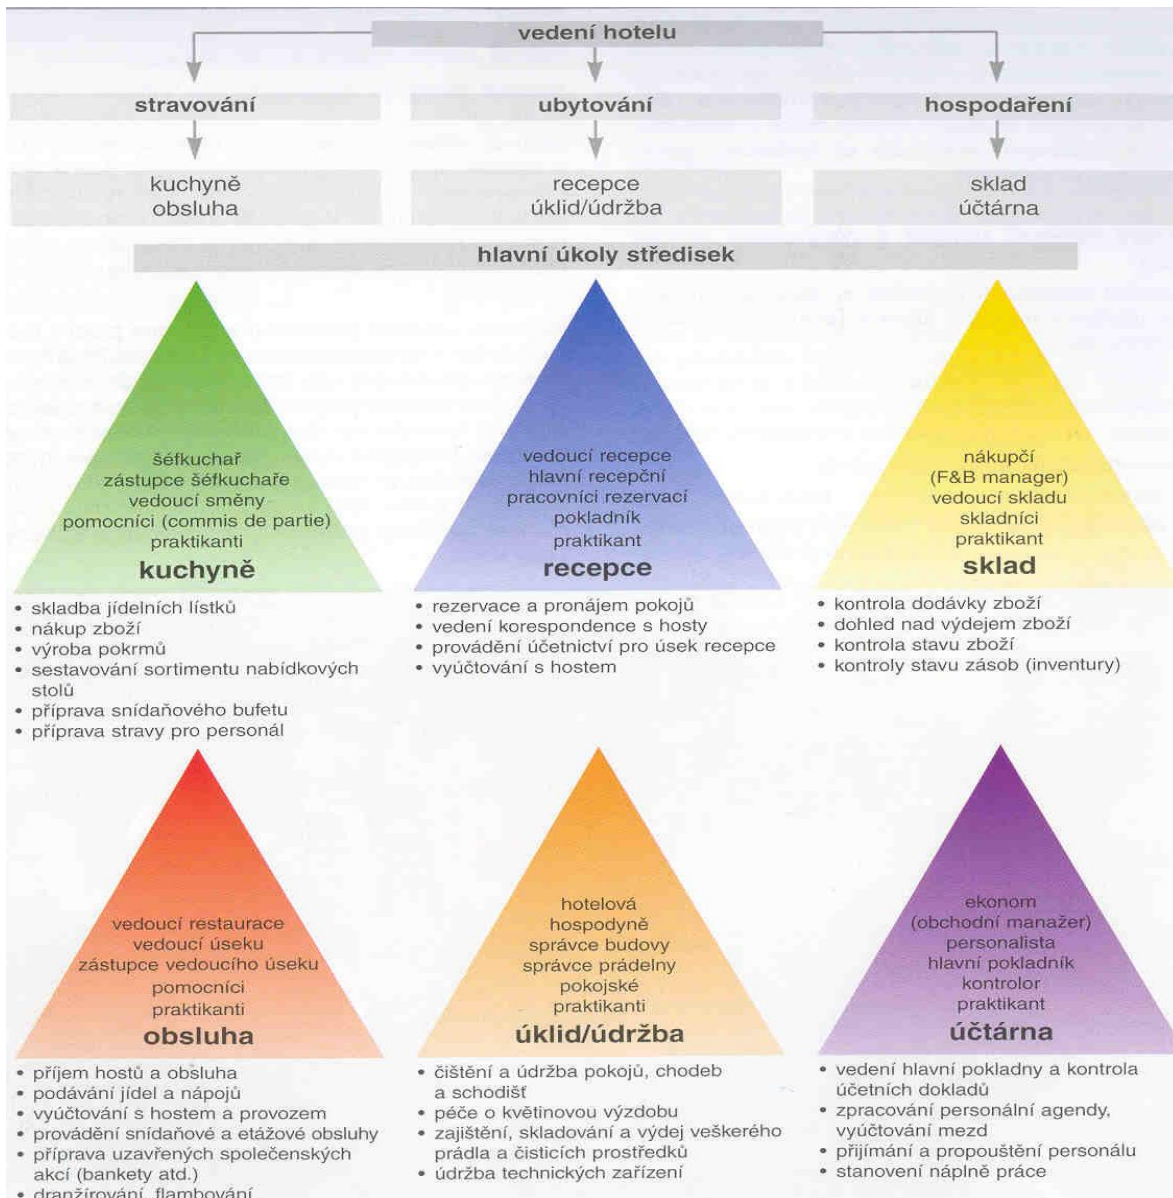 vedení hotelu
stravování
ubytování
hospodaření
kuchyně
obsluha
recepce
úklid/údržba
sklad
účtárna
hlavní úkoly středisek
šéfkuchař
zástupce šéfkuchaře
vedoucí směny
pomocníci (commis de partie)
praktikanti
kuchyně
• skladba jídelních lístků
• nákup zboží
• výroba pokrmů
• sestavování sortimentu nabídkových
stolů
• příprava snídaňového bufetu
• příprava stravy pro personál
vedoucí recepce
hlavní recepční
pracovníci rezervací
pokladník
praktikant
recepce
• rezervace a pronájem pokojů
• vedení korespondence s hosty
• provádění účetnictví pro úsek recepce
• vyúčtování s hostem
nákupčí
(F&B manager)
vedoucí skladu
skladníci
praktikant
sklad
• kontrola dodávky zboží
• dohled nad výdejem zboží
• kontrola stavu zboží
• kontroly stavu zásob (inventury)
vedoucí restaurace
vedoucí úseku
zástupce vedoucího úseku
pomocníci
praktikanti
obsluha
• příjem hostů a obsluha
• podávání jídel a nápojů
• vyúčtování s hostem a provozem
• provádění snídaňové a etážové obsluhy
• příprava uzavřených společenských
akcí (bankety atd.)
• dranžírování, flambování
hotelová
hospodyně
správce budovy
správce prádelny
pokojské
praktikanti
úklid/údržba
• čištění a údržba pokojů, chodeb
a schodišť
• péče o květinovou výzdobu
• zajištění, skladování a výdej veškerého
prádla a čisticích prostředků
• údržba technických zařízení
ekonom
(obchodní manažer)
personalista
hlavní pokladník
kontrolor
praktikant
účtárna
• vedení hlavní pokladny a kontrola
účetních dokladů
• zpracování personální agendy,
vyúčtování mezd
• přijímání a propouštění personálu
• stanovení náplně práce